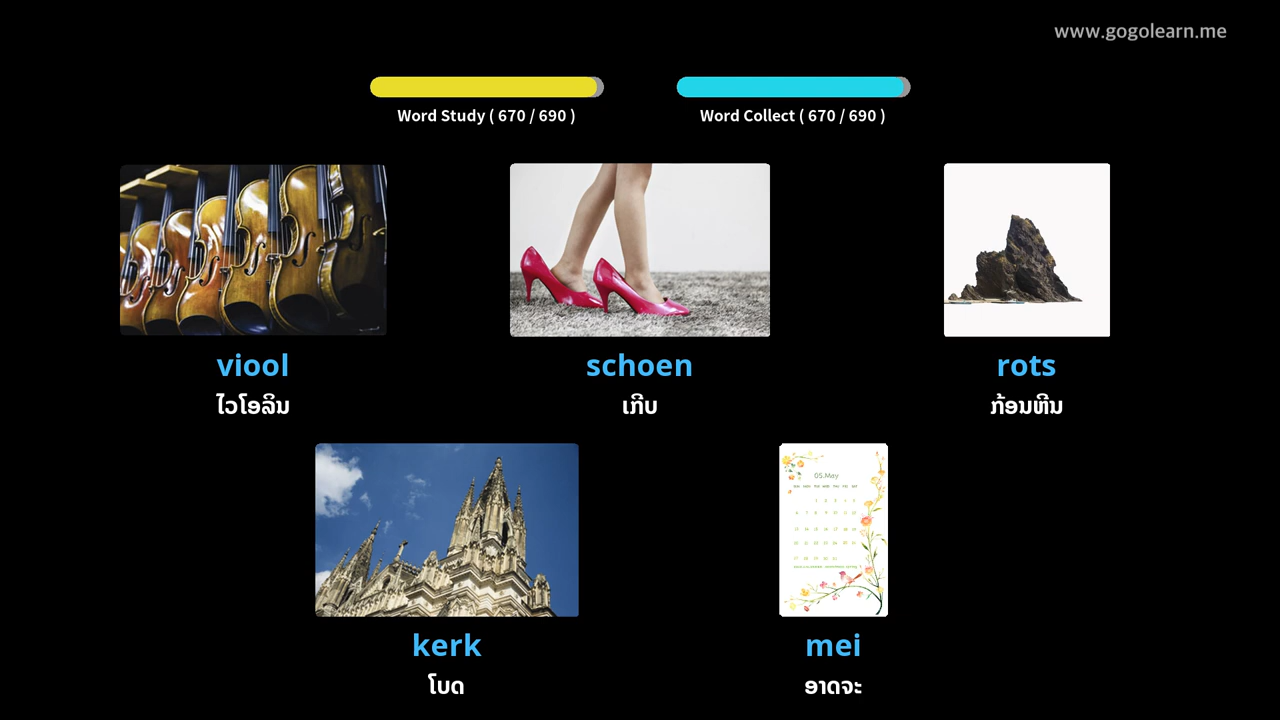 www.gogolearn.me
Word Study ( 670 / 690 )
Word Collect ( 670 / 690 )
viool
ໄວໂອລິນ
schoen
ເກີບ
rots
ກ້ອນຫີນ
kerk
ໂບດ
05.May
mei
ອາດຈະ